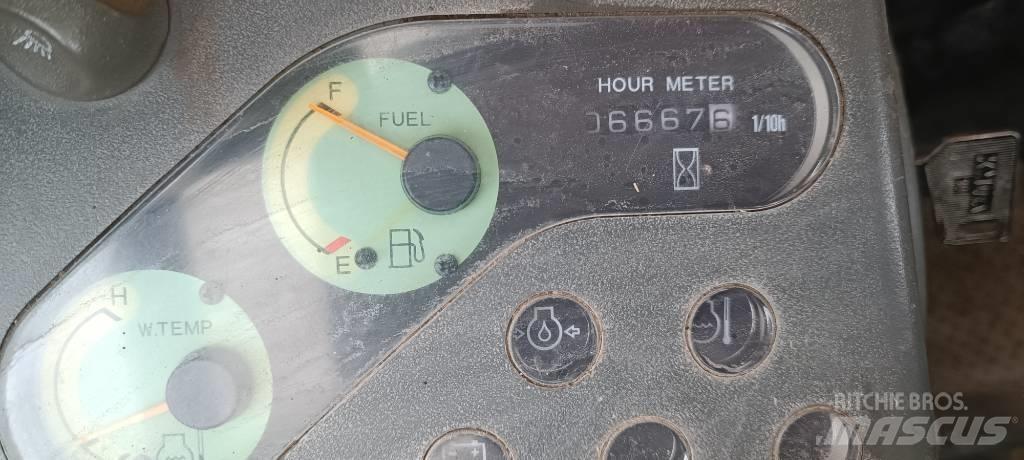 HOUR METER
066676 1/10h
F
FUEL
E
H
W.TEMP
RITCHIE BROS.
MASCUS